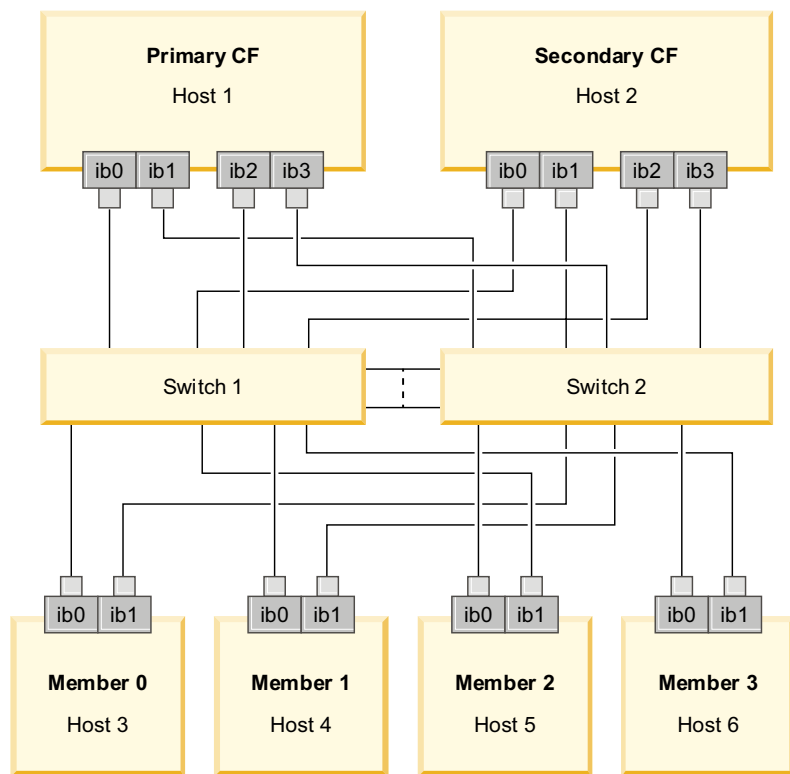 Primary CF
Host 1
Secondary CF
Host 2
ib0 ib1 ib2 ib3
ib0 ib1 ib2 ib3
Switch 1
Switch 2
ib0 ib1
ib0 ib1
ib0 ib1
ib0 ib1
Member 0
Host 3
Member 1
Host 4
Member 2
Host 5
Member 3
Host 6